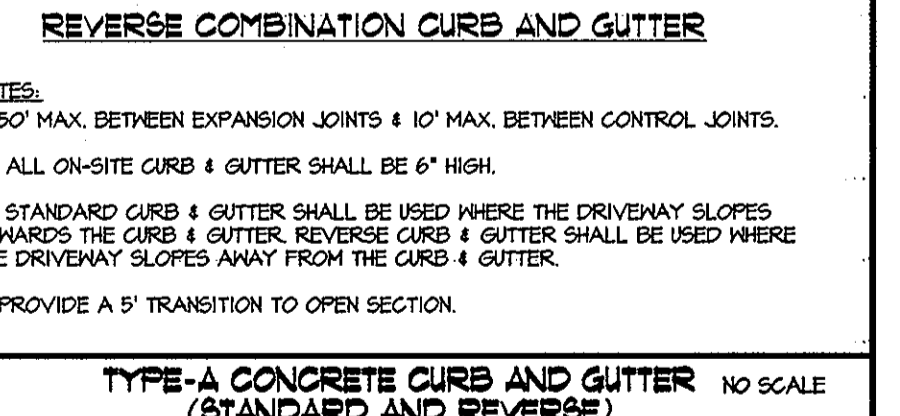 REVERSE COMBINATION CURB AND GUTTER
TES:
50' MAX. BETWEEN EXPANSION JOINTS & 10' MAX. BETWEEN CONTROL JOINTS.
ALL ON-SITE CURB & GUTTER SHALL BE 6" HIGH.
STANDARD CURB & GUTTER SHALL BE USED WHERE THE DRIVEWAY SLOPES
WARDS THE CURB & GUTTER. REVERSE CURB & GUTTER SHALL BE USED WHERE
E DRIVEWAY SLOPES AWAY FROM THE CURB & GUTTER.
PROVIDE A 5' TRANSITION TO OPEN SECTION.
TYPE-A CONCRETE CURB AND GUTTER NO SCALE
(STANDARD AND REVERSE)